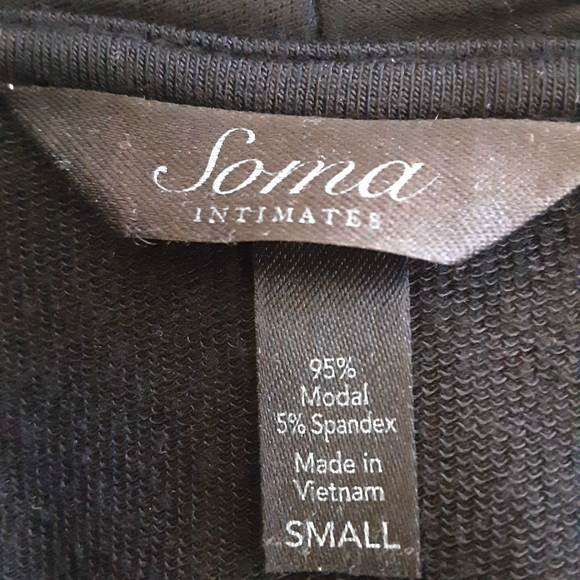 Soma
INTIMATES
95%
Modal
5% Spandex
Made in
Vietnam
SMALL